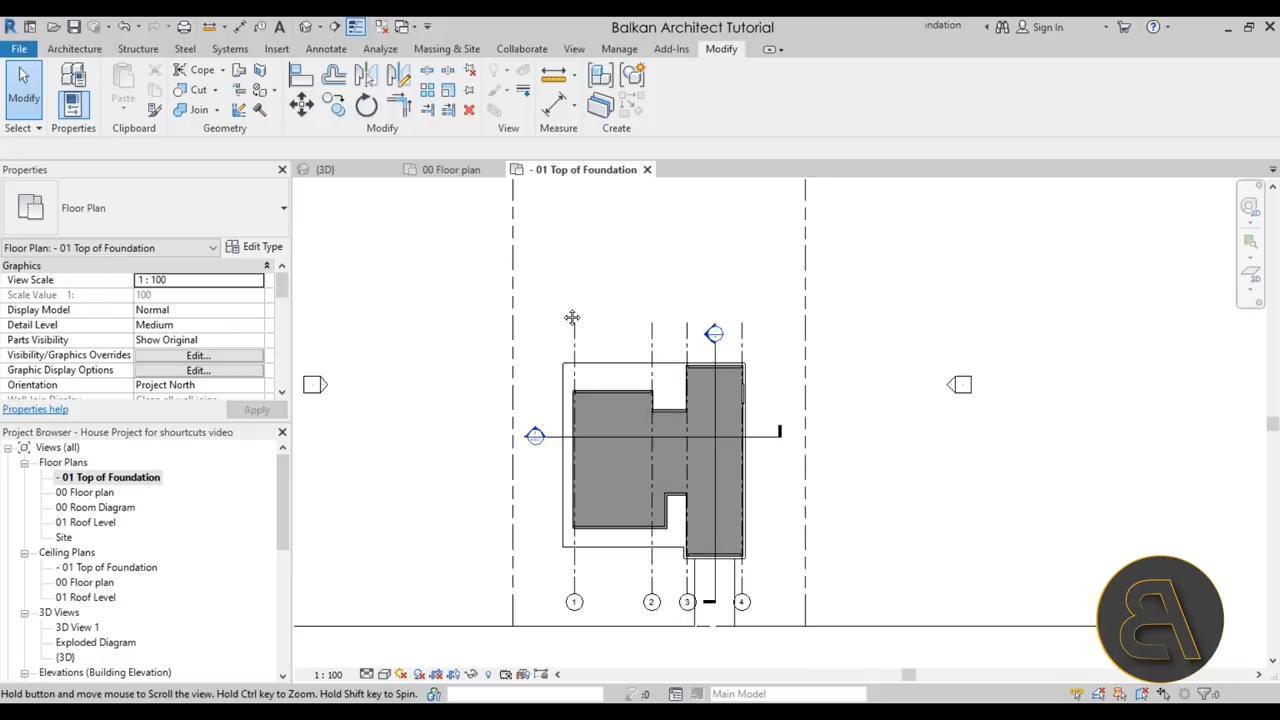 Balkan Architect Tutorial
ndation
Sign In
File Architecture Structure Steel Systems Insert Annotate Analyze Massing & Site Collaborate View Manage Add-Ins Modify
Modify
Paste
Cope
Cut
Join
Select Properties Clipboard Geometry Modify View Measure Create
Properties
{3D} 00 Floor plan - 01 Top of Foundation
Floor Plan
Floor Plan: - 01 Top of Foundation Edit Type
Graphics
View Scale 1 : 100
Scale Value 1: 100
Display Model Normal
Detail Level Medium
Parts Visibility Show Original
Visibility/Graphics Overrides Edit...
Graphic Display Options Edit...
Orientation Project North
Properties help Apply
Project Browser - House Project for shourtcuts video
Views (all)
Floor Plans
- 01 Top of Foundation
00 Floor plan
00 Room Diagram
01 Roof Level
Site
Ceiling Plans
- 01 Top of Foundation
00 Floor plan
01 Roof Level
3D Views
3D View 1
Exploded Diagram
{3D}
Elevations (Building Elevation)
1 2 3 4
2D
2D
1 : 100
Hold button and move mouse to Scroll the view. Hold Ctrl key to Zoom. Hold Shift key to Spin. :0 Main Model :0